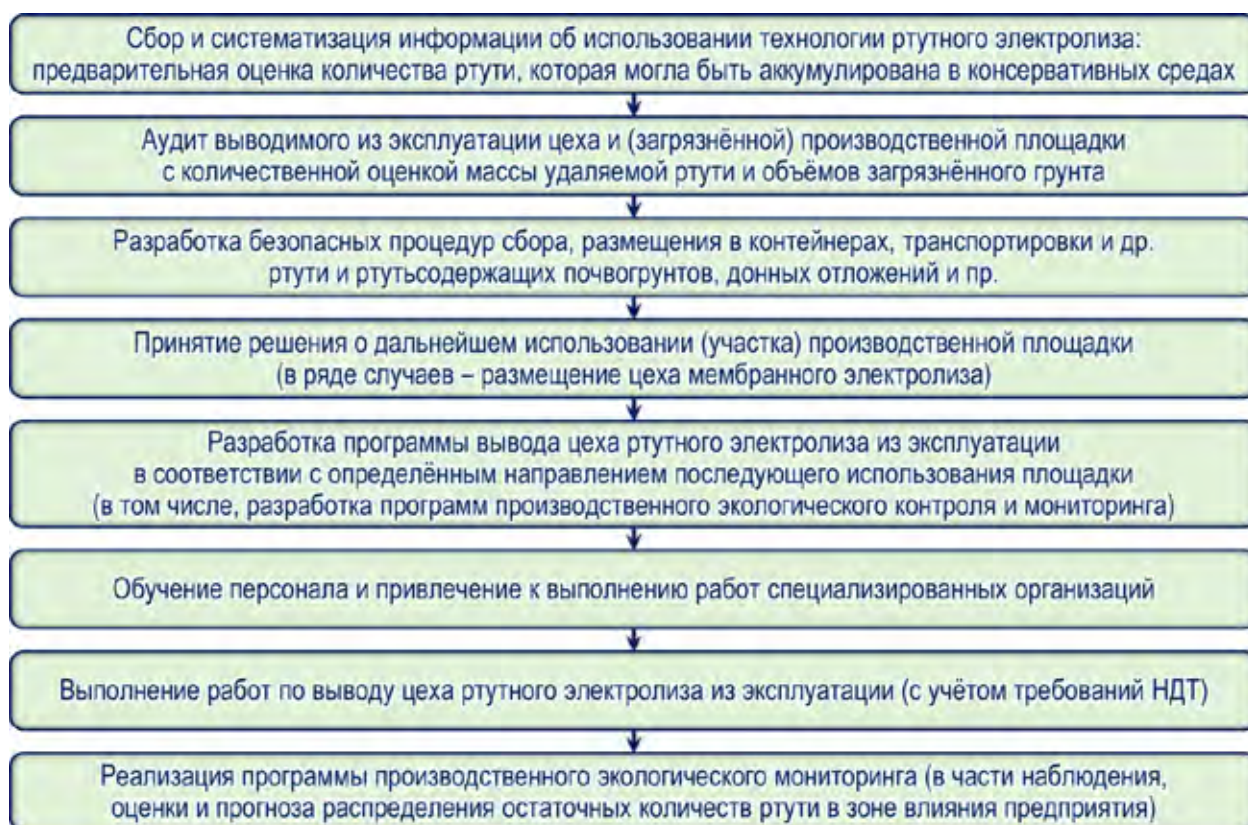 Сбор и систематизация информации об использовании технологии ртутного электролиза:
предварительная оценка количества ртути, которая могла быть аккумулирована в консервативных средах
Аудит выводимого из эксплуатации цеха и (загрязнённой) производственной площадки
с количественной оценкой массы удаляемой ртути и объёмов загрязнённого грунта
Разработка безопасных процедур сбора, размещения в контейнерах, транспортировки и др.
ртути и ртутьсодержащих почвогрунтов, донных отложений и пр.
Принятие решения о дальнейшем использовании (участка) производственной площадки
(в ряде случаев – размещение цеха мембранного электролиза)
Разработка программы вывода цеха ртутного электролиза из эксплуатации
в соответствии с определённым направлением последующего использования площадки
(в том числе, разработка программ производственного экологического контроля и мониторинга)
Обучение персонала и привлечение к выполнению работ специализированных организаций
Выполнение работ по выводу цеха ртутного электролиза из эксплуатации (с учётом требований НДТ)
Реализация программы производственного экологического мониторинга (в части наблюдения,
оценки и прогноза распределения остаточных количеств ртути в зоне влияния предприятия)